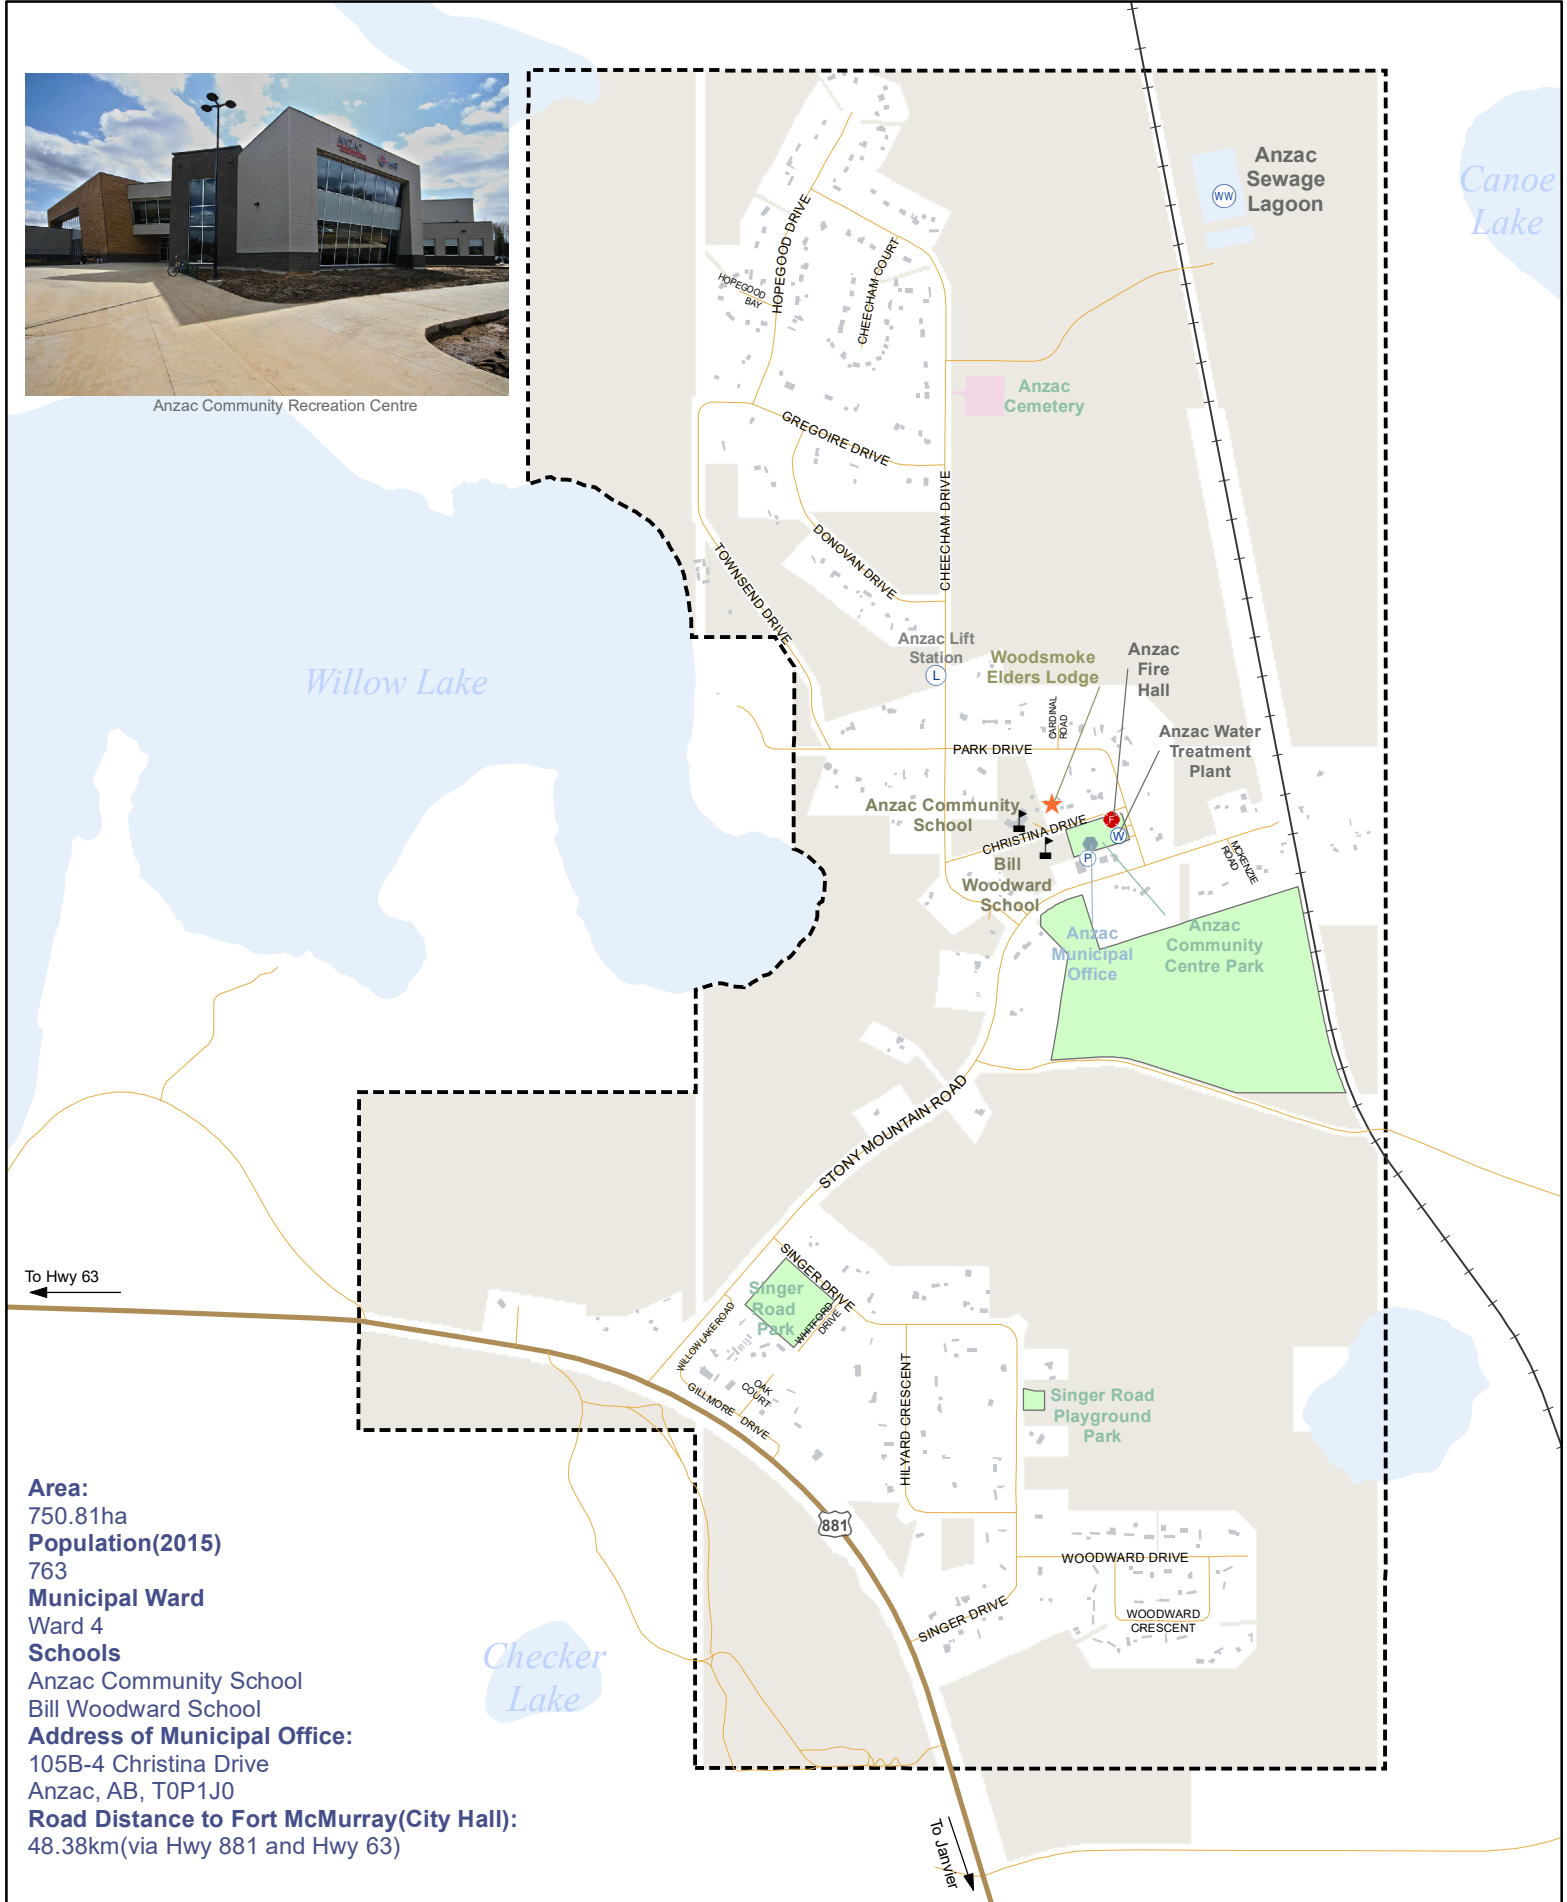 Anzac
Sewage
Lagoon
WW
Canoe
Lake
ANZAC
Anzac Community Recreation Centre
HOPEGOOD DRIVE
CHEECHAM COURT
HOPEGOOD
BAY
Anzac
Cemetery
GREGOIRE DRIVE
CHEECHAM DRIVE
DONOVAN DRIVE
TOWNSEND DRIVE
Anzac Lift
Station
L
Woodsmoke
Elders Lodge
Anzac
Fire
Hall
Willow Lake
CARDINAL
ROAD
PARK DRIVE
Anzac Water
Treatment
Plant
Anzac Community
School
CHRISTINA DRIVE
F
W
P
Bill
Woodward
School
MCKENZIE
ROAD
Anzac
Municipal
Office
Anzac
Community
Centre Park
STONY MOUNTAIN ROAD
To Hwy 63
SINGER DRIVE
Singer
Road
Park
WHITFORD
DRIVE
WILLOW LAKE ROAD
OAK
COURT
GILLMORE DRIVE
HILYARD CRESCENT
Singer Road
Playground
Park
881
WOODWARD DRIVE
WOODWARD
CRESCENT
SINGER DRIVE
Checker
Lake
To Janvier
Area:
750.81ha
Population(2015)
763
Municipal Ward
Ward 4
Schools
Anzac Community School
Bill Woodward School
Address of Municipal Office:
105B-4 Christina Drive
Anzac, AB, T0P1J0
Road Distance to Fort McMurray(City Hall):
48.38km(via Hwy 881 and Hwy 63)